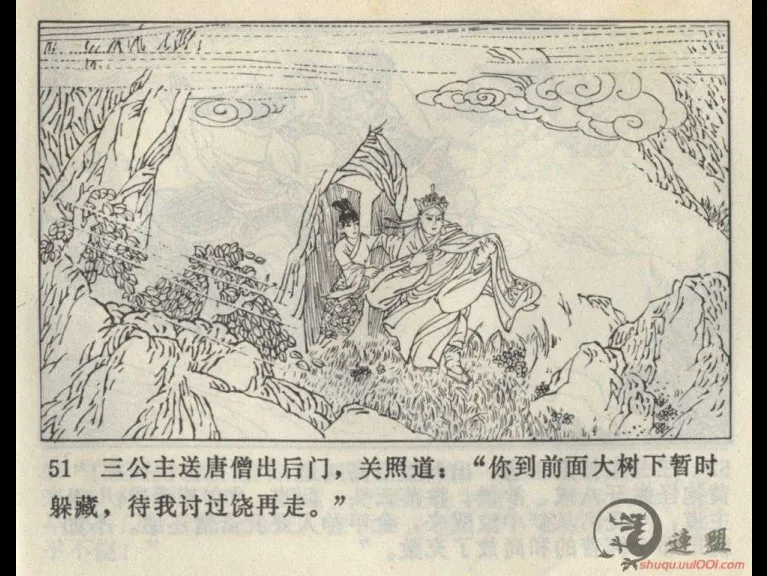 51 三公主送唐僧出后门，关照道：“你到前面大树下暂时
躲藏，待我讨过饶再走。”
連盟
shuqu.uu1001.com